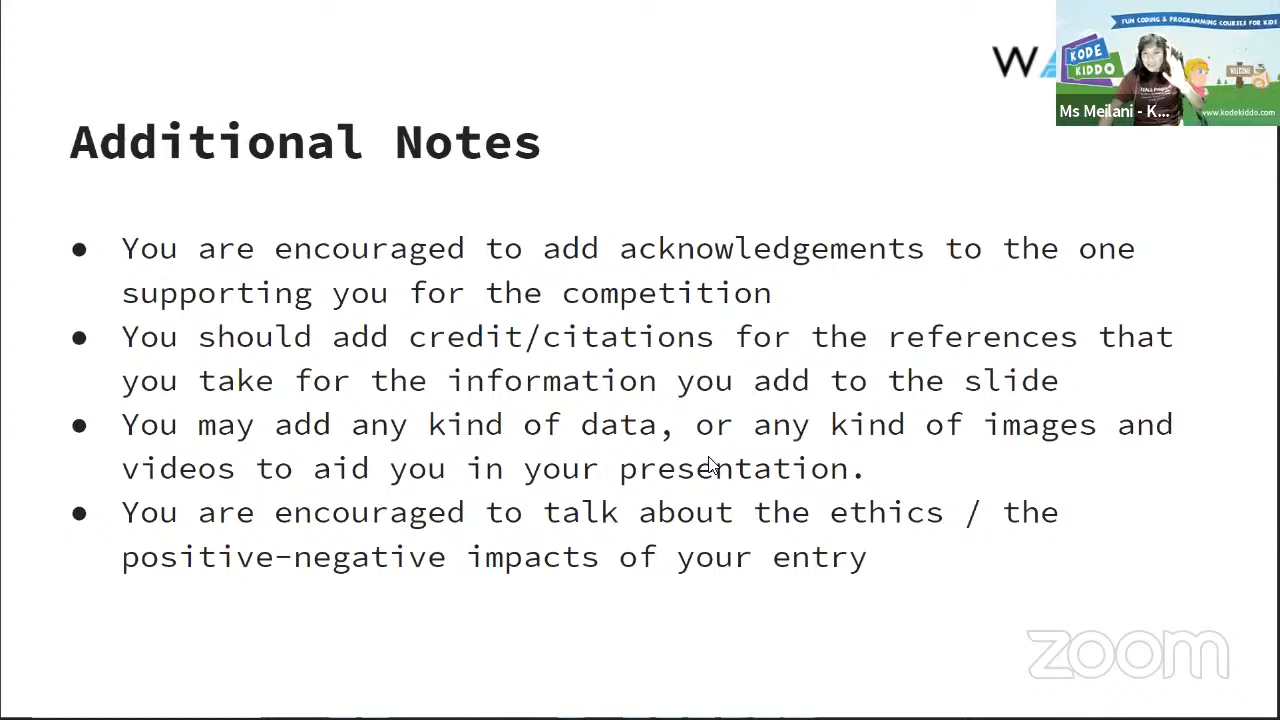 W
FUN CODING & PROGRAMMING COURSES FOR KIDS
KODE
KIDDO
WELCOME
Ms Meilani - K...
www.kodekiddo.com
Additional Notes
● You are encouraged to add acknowledgements to the one
supporting you for the competition
● You should add credit/citations for the references that
you take for the information you add to the slide
● You may add any kind of data, or any kind of images and
videos to aid you in your presentation.
● You are encouraged to talk about the ethics / the
positive-negative impacts of your entry
zoom